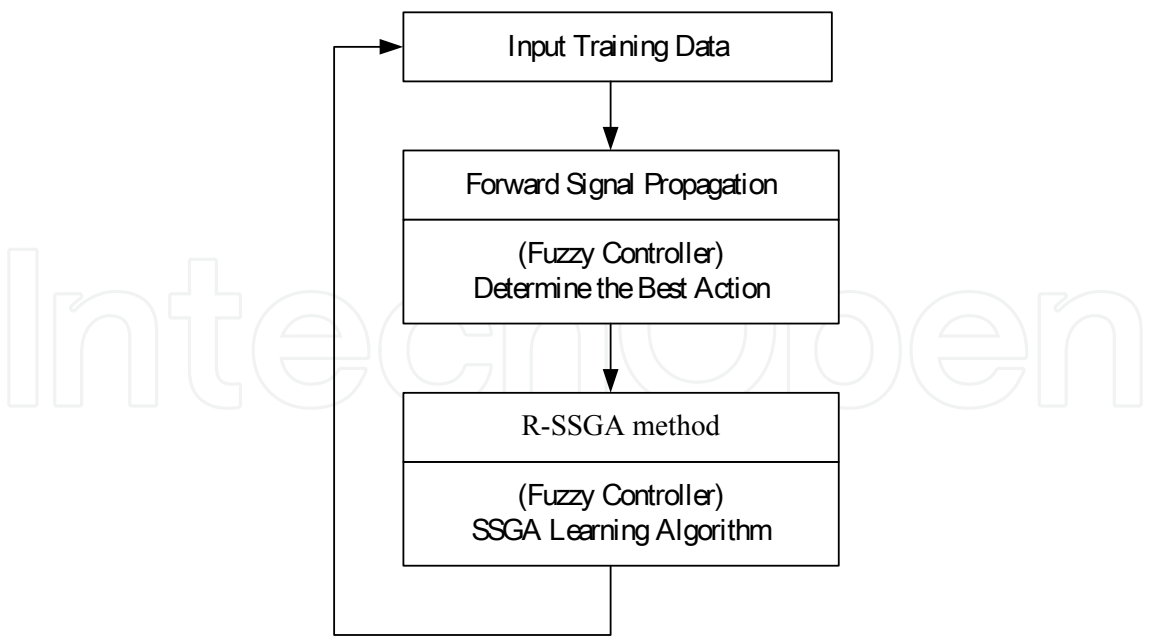 Input Training Data
Forward Signal Propagation
(Fuzzy Controller)
Determine the Best Action
IntechOpen
R-SSGA method
(Fuzzy Controller)
SSGA Learning Algorithm